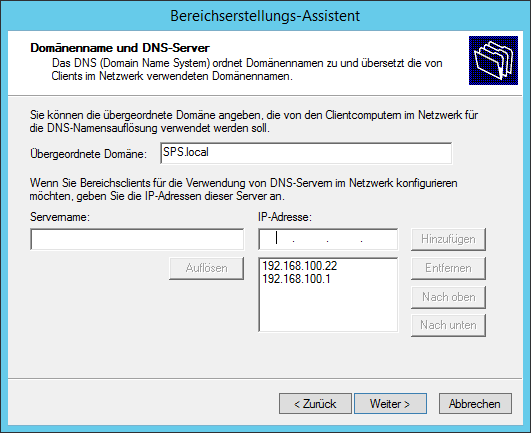 Bereichserstellungs-Assistent
Domänenname und DNS-Server
Das DNS (Domain Name System) ordnet Domänennamen zu und übersetzt die von
Clients im Netzwerk verwendeten Domänennamen.
Sie können die übergeordnete Domäne angeben, die von den Clientcomputern im Netzwerk für
die DNS-Namensauflösung verwendet werden soll.
Übergeordnete Domäne: SPS.local
Wenn Sie Bereichsclients für die Verwendung von DNS-Servern im Netzwerk konfigurieren
möchten, geben Sie die IP-Adressen dieser Server an.
Servername: IP-Adresse:
. . . Hinzufügen
Auflösen 192.168.100.22 Entfernen
192.168.100.1
Nach oben
Nach unten
< Zurück Weiter > Abbrechen